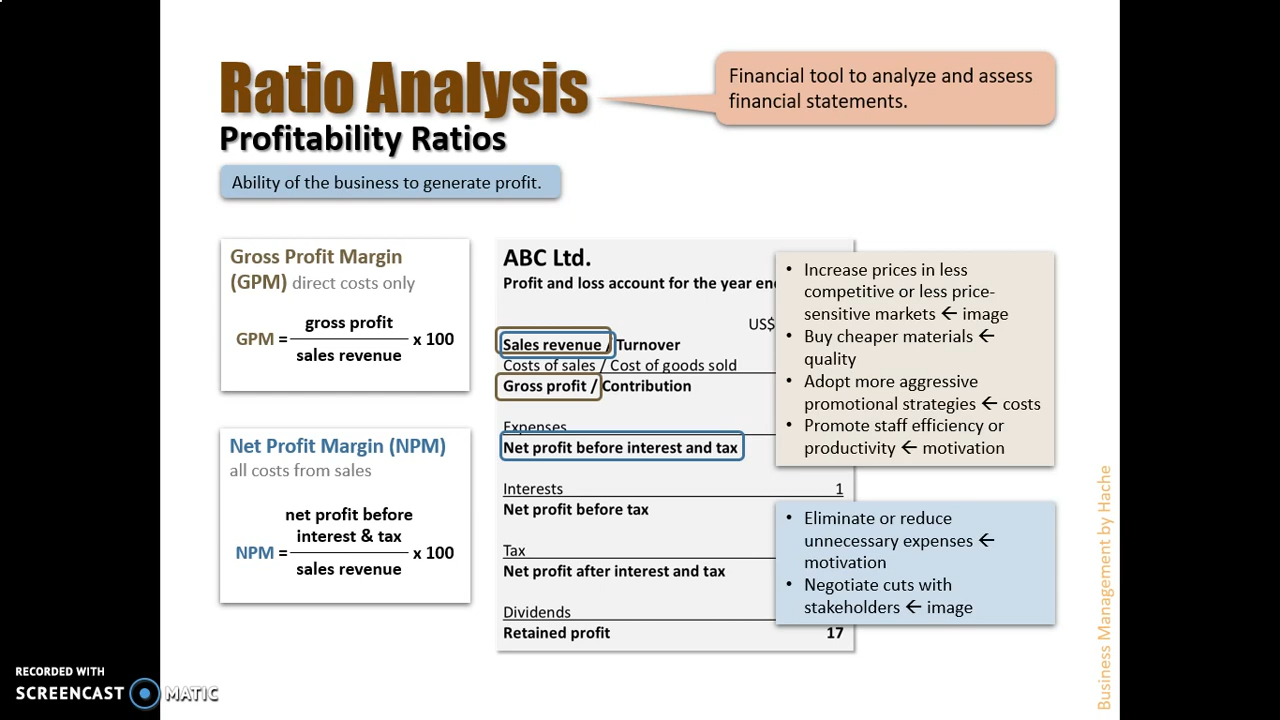 Ratio Analysis
Profitability Ratios
Financial tool to analyze and assess
financial statements.
Ability of the business to generate profit.
Gross Profit Margin
(GPM) direct costs only
gross profit
GPM = x 100
sales revenue
Net Profit Margin (NPM)
all costs from sales
net profit before
interest & tax
NPM = x 100
sales revenue
ABC Ltd.
Profit and loss account for the year
US$
Sales revenue / Turnover
Costs of sales / Cost of goods sold
Gross profit / Contribution
Expenses
Net profit before interest and tax
Interests 1
Net profit before tax
Tax
Net profit after interest and tax
Dividends
Retained profit 17
• Increase prices in less
competitive or less price-
sensitive markets ← image
• Buy cheaper materials ←
quality
• Adopt more aggressive
promotional strategies ← costs
• Promote staff efficiency or
productivity ← motivation
• Eliminate or reduce
unnecessary expenses ←
motivation
• Negotiate cuts with
stakeholders ← image
Business Management by Hache
RECORDED WITH
SCREENCAST MATIC